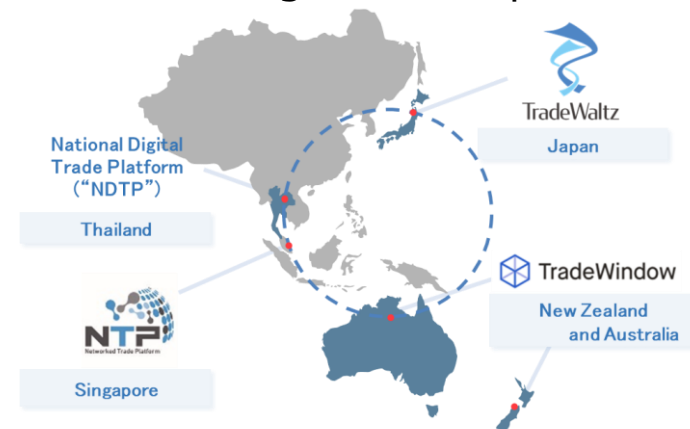 TradeWaltz
Japan
National Digital
Trade Platform
(“NDTP”)
Thailand
TradeWindow
New Zealand
and Australia
NTP
Networked Trade Platform
Singapore